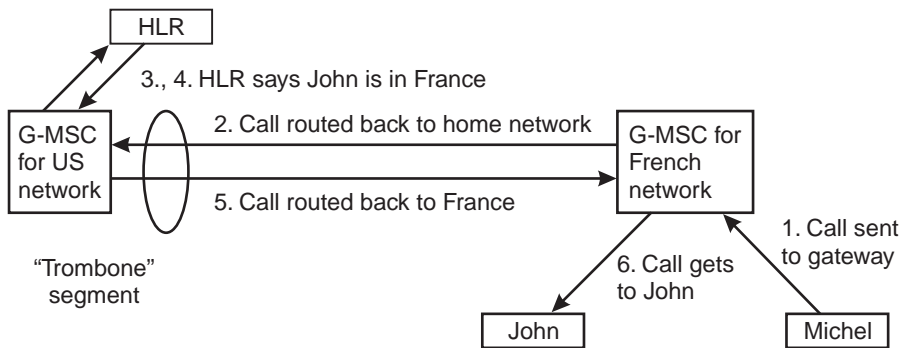 HLR
3., 4. HLR says John is in France
G-MSC
for US
network
2. Call routed back to home network
G-MSC for
French
network
5. Call routed back to France
1. Call sent
to gateway
“Trombone”
segment
6. Call gets
to John
John
Michel